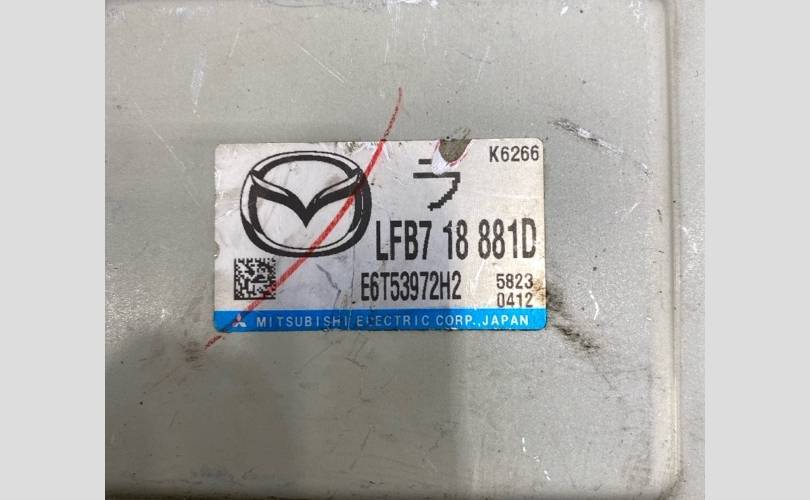 K6266
ラ
LFB7 18 881D
E6T53972H2
5823
0412
MITSUBISHI ELECTRIC CORP.,JAPAN